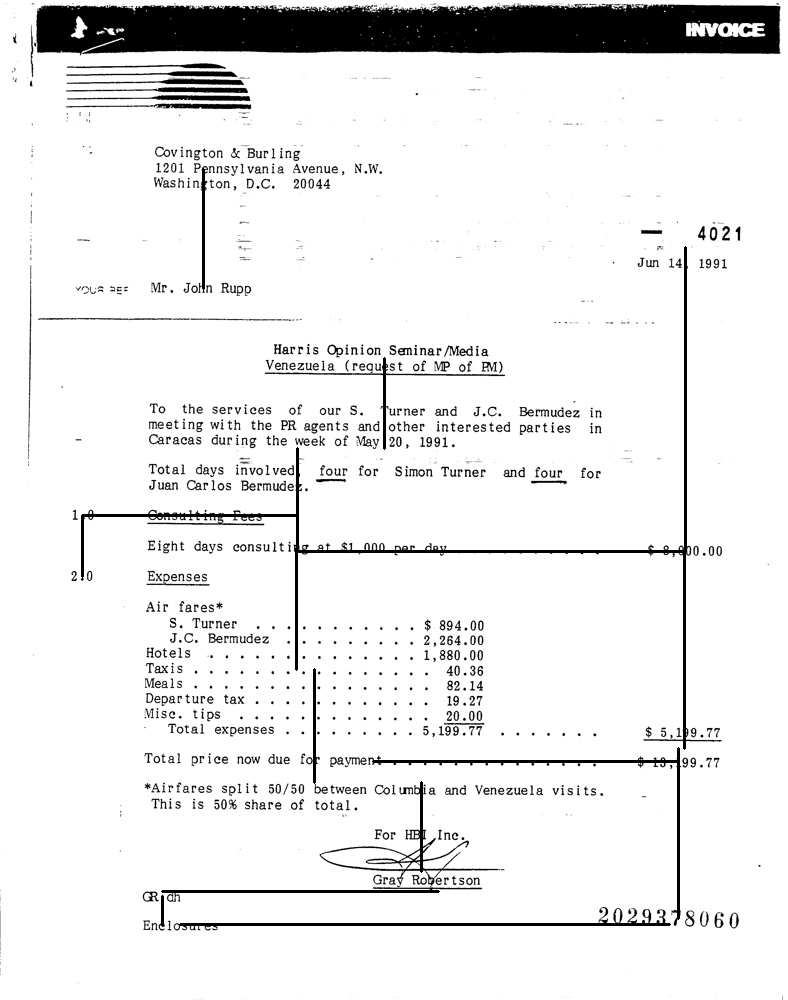 INVOICE
Covington & Burling
1201 Pennsylvania Avenue, N.W.
Washington, D.C. 20044
4021
Jun 14, 1991
YOUR REF Mr. John Rupp
Harris Opinion Seminar/Media
Venezuela (request of MP of PM)
To the services of our S. Turner and J.C. Bermudez in
meeting with the PR agents and other interested parties in
Caracas during the week of May 20, 1991.
Total days involved, four for Simon Turner and four for
Juan Carlos Bermudez.
1.0 Consulting Fees
Eight days consulting at $1,000 per day . . . . . . . $ 8,000.00
2.0 Expenses
Air fares*
S. Turner . . . . . . . . . . . $ 894.00
J.C. Bermudez . . . . . . . . . 2,264.00
Hotels . . . . . . . . . . . . . 1,880.00
Taxis . . . . . . . . . . . . . . 40.36
Meals . . . . . . . . . . . . . . 82.14
Departure tax . . . . . . . . . . 19.27
Misc. tips . . . . . . . . . . . 20.00
Total expenses . . . . . . . . . 5,199.77 . . . . . . . $ 5,199.77
Total price now due for payment . . . . . . . . . . . . $ 13,199.77
*Airfares split 50/50 between Columbia and Venezuela visits.
This is 50% share of total.
For HBI Inc.
Gray Robertson
GR:dh
Enclosures
2029378060